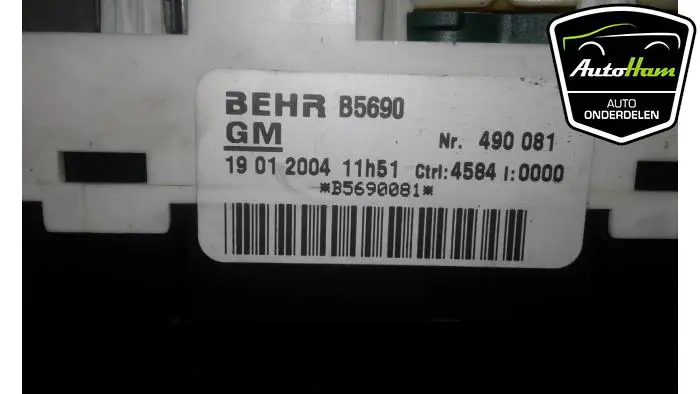 BEHR B5690
GM
Nr. 490 081
19 01 2004 11h51 Ctrl:4584 I:0000
*B5690081*
AutoHam
AUTO
ONDERDELEN